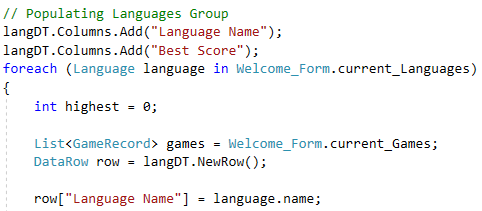 // Populating Languages Group
langDT.Columns.Add("Language Name");
langDT.Columns.Add("Best Score");
foreach (Language language in Welcome_Form.current_Languages)
{
int highest = 0;
List<GameRecord> games = Welcome_Form.current_Games;
DataRow row = langDT.NewRow();
row["Language Name"] = language.name;